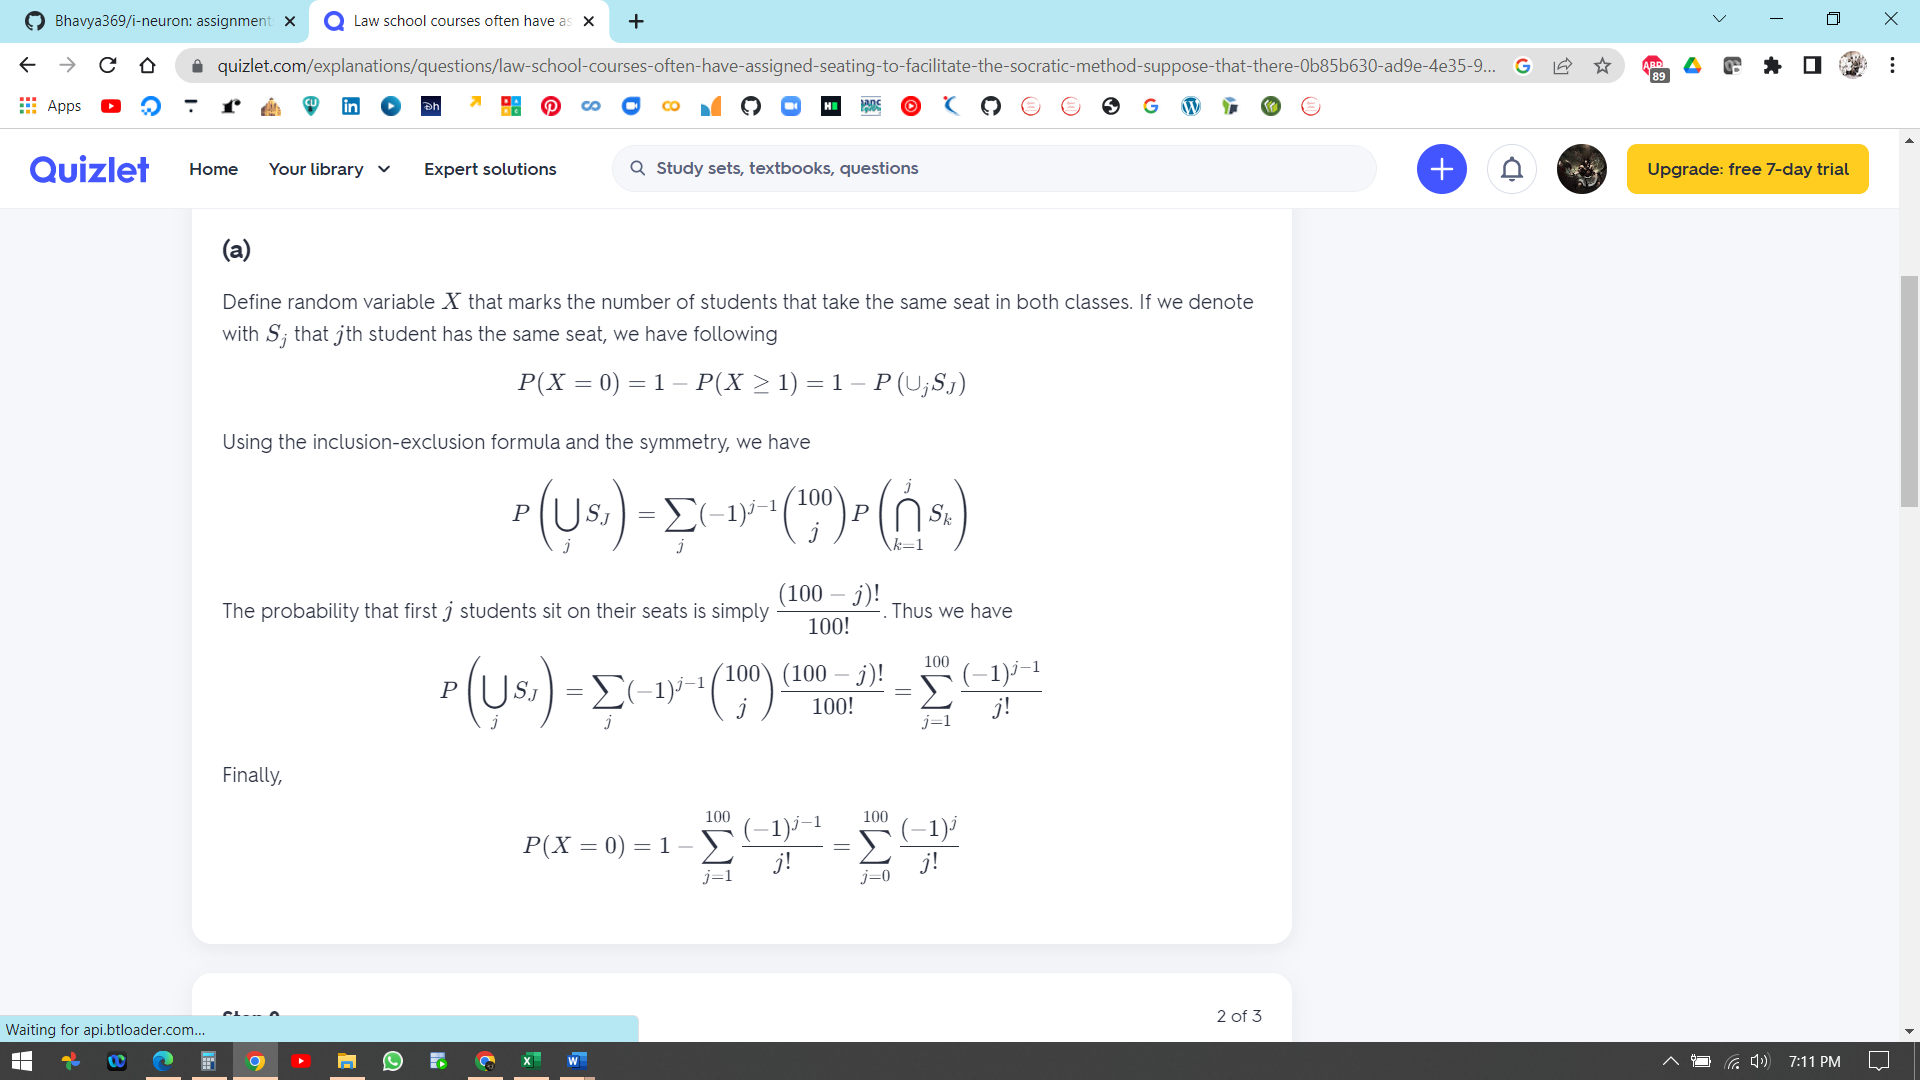 Bhavya369/i-neuron: assignment
Law school courses often have as
quizlet.com/explanations/questions/law-school-courses-often-have-assigned-seating-to-facilitate-the-socratic-method-suppose-that-there-0b85b630-ad9e-4e35-9...
ABP
89
Apps
Quizlet
Home
Your library
Expert solutions
Study sets, textbooks, questions
Upgrade: free 7-day trial
(a)
Define random variable X that marks the number of students that take the same seat in both classes. If we denote
with S_j that jth student has the same seat, we have following
P(X = 0) = 1 − P(X ≥ 1) = 1 − P (∪_j S_J)
Using the inclusion-exclusion formula and the symmetry, we have
P(⋃_j S_J) = ∑_j (−1)^{j−1} (100 choose j) P(⋂_{k=1}^{j} S_k)
The probability that first j students sit on their seats is simply (100 − j)!/100!. Thus we have
P(⋃_j S_J) = ∑_j (−1)^{j−1} (100 choose j) (100 − j)!/100! = ∑_{j=1}^{100} (−1)^{j−1}/j!
Finally,
P(X = 0) = 1 − ∑_{j=1}^{100} (−1)^{j−1}/j! = ∑_{j=0}^{100} (−1)^j/j!
2 of 3
Waiting for api.btloader.com...
7:11 PM